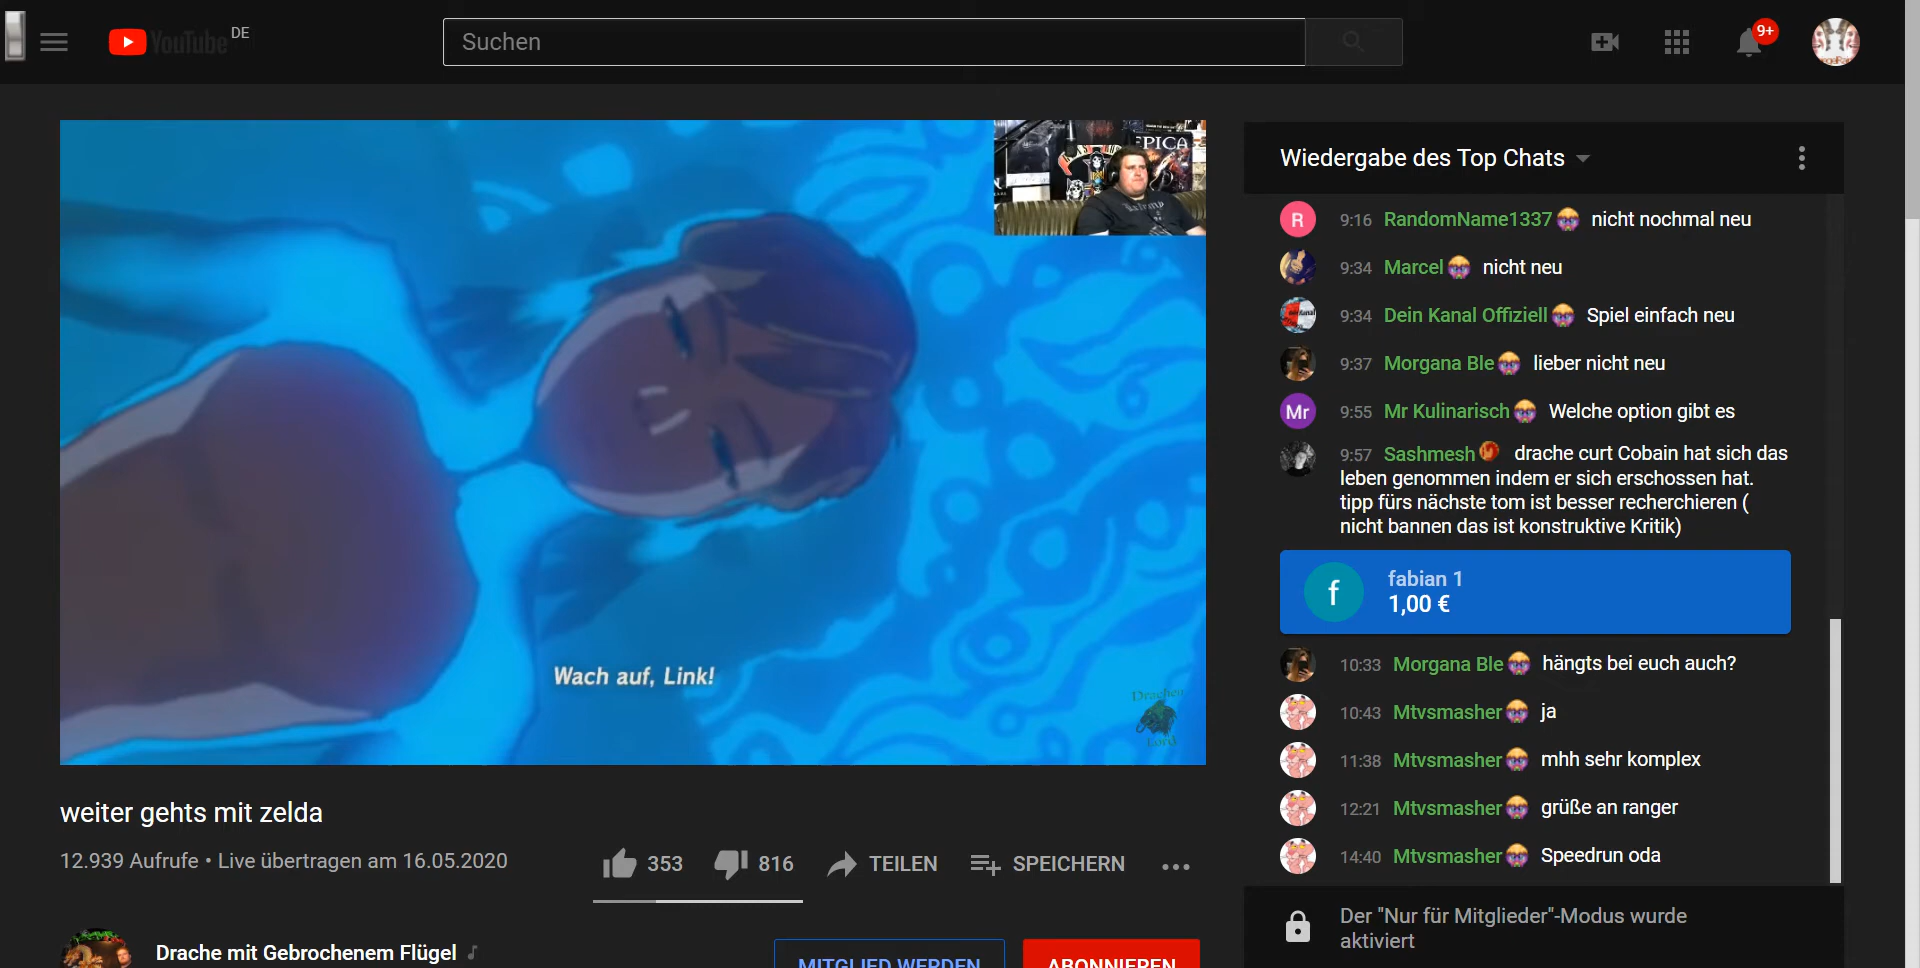 YouTube DE
Suchen
9+
EPICA
Wach auf, Link!
Drachen
Lord
weiter gehts mit zelda
12.939 Aufrufe • Live übertragen am 16.05.2020
353
816
TEILEN
SPEICHERN
Drache mit Gebrochenem Flügel
MITGLIED WERDEN
ABONNIEREN
Wiedergabe des Top Chats
R 9:16 RandomName1337 nicht nochmal neu
9:34 Marcel nicht neu
9:34 Dein Kanal Offiziell Spiel einfach neu
9:37 Morgana Ble lieber nicht neu
Mr 9:55 Mr Kulinarisch Welche option gibt es
9:57 Sashmesh drache curt Cobain hat sich das
leben genommen indem er sich erschossen hat.
tipp fürs nächste tom ist besser recherchieren (
nicht bannen das ist konstruktive Kritik)
f fabian 1
1,00 €
10:33 Morgana Ble hängts bei euch auch?
10:43 Mtvsmasher ja
11:38 Mtvsmasher mhh sehr komplex
12:21 Mtvsmasher grüße an ranger
14:40 Mtvsmasher Speedrun oda
Der "Nur für Mitglieder"-Modus wurde
aktiviert